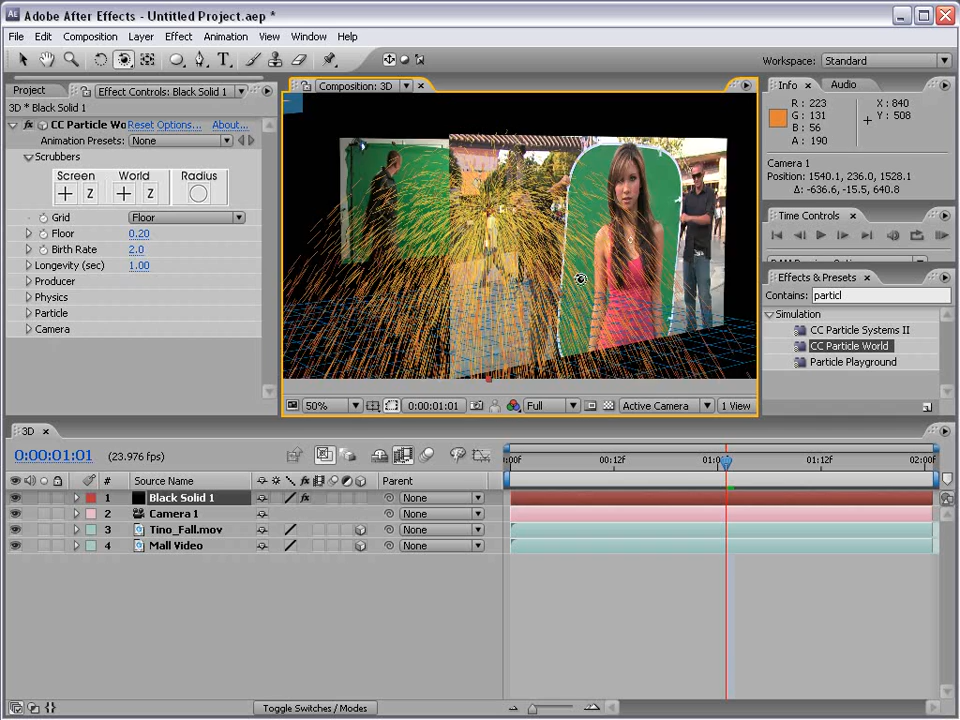 Adobe After Effects - Untitled Project.aep *
File Edit Composition Layer Effect Animation View Window Help
Workspace: Standard
Project Effect Controls: Black Solid 1
3D * Black Solid 1
CC Particle Wo Reset Options... About...
Animation Presets: None
Scrubbers
Screen World Radius
Z Z
Grid Floor
Floor 0.20
Birth Rate 2.0
Longevity (sec) 1.00
Producer
Physics
Particle
Camera
Composition: 3D
50% 0:00:01:01 Full Active Camera 1 View
Info Audio
R: 223 X: 840
G: 131 Y: 508
B: 56
A: 190
Camera 1
Position: 1540.1, 236.0, 1528.1
Δ: -636.6, -15.5, 640.8
Time Controls
Effects & Presets
Contains: particl
Simulation
CC Particle Systems II
CC Particle World
Particle Playground
3D
0:00:01:01 (23.976 fps)
00:12f 01:12f 02:00f
# Source Name Parent
1 Black Solid 1 None
2 Camera 1 None
3 Tino_Fall.mov None
4 Mall Video None
Toggle Switches / Modes